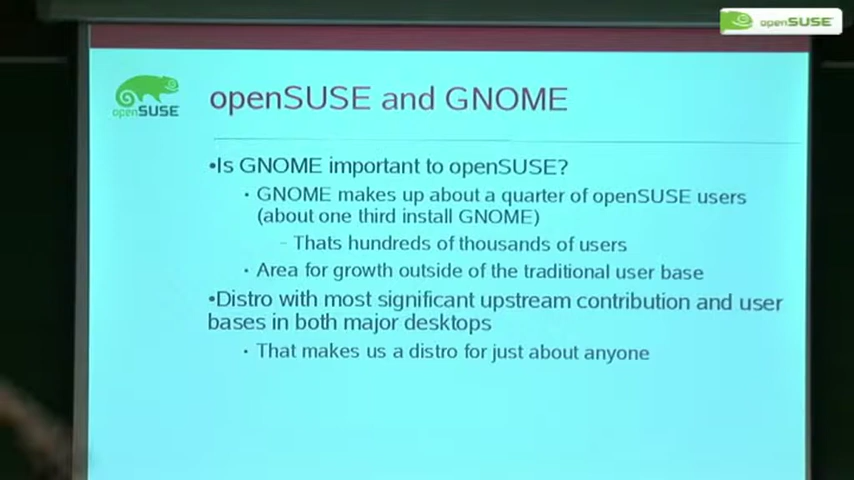 openSUSE
openSUSE
openSUSE and GNOME
•Is GNOME important to openSUSE?
· GNOME makes up about a quarter of openSUSE users
(about one third install GNOME)
– Thats hundreds of thousands of users
· Area for growth outside of the traditional user base
•Distro with most significant upstream contribution and user
bases in both major desktops
· That makes us a distro for just about anyone